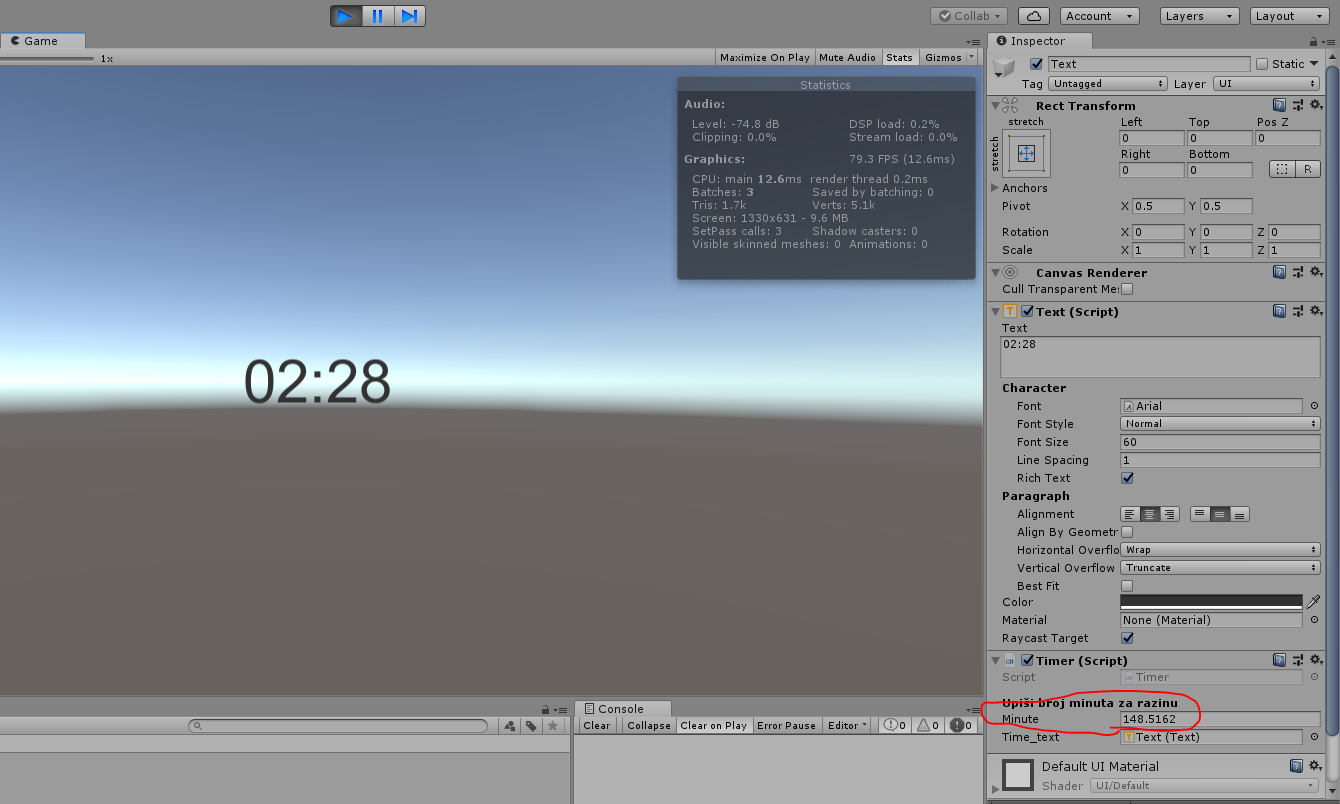 Collab
Account
Layers
Layout
Game
1x
Maximize On Play
Mute Audio
Stats
Gizmos
Statistics
Audio:
Level: -74.8 dB
DSP load: 0.2%
Clipping: 0.0%
Stream load: 0.0%
Graphics:
79.3 FPS (12.6ms)
CPU: main 12.6ms render thread 0.2ms
Batches: 3
Saved by batching: 0
Tris: 1.7k
Verts: 5.1k
Screen: 1330x631 - 9.6 MB
SetPass calls: 3
Shadow casters: 0
Visible skinned meshes: 0 Animations: 0
02:28
Console
Clear
Collapse
Clear on Play
Error Pause
Editor
0
0
0
Inspector
Text
Static
Tag Untagged
Layer UI
Rect Transform
stretch
stretch
Left Top Pos Z
0 0 0
Right Bottom
0 0
R
Anchors
Pivot X 0.5 Y 0.5
Rotation X 0 Y 0 Z 0
Scale X 1 Y 1 Z 1
Canvas Renderer
Cull Transparent Me:
Text (Script)
Text
02:28
Character
Font Arial
Font Style Normal
Font Size 60
Line Spacing 1
Rich Text
Paragraph
Alignment
Align By Geometr
Horizontal Overflo Wrap
Vertical Overflow Truncate
Best Fit
Color
Material None (Material)
Raycast Target
Timer (Script)
Script Timer
Upiši broj minuta za razinu
Minute 148.5162
Time_text Text (Text)
Default UI Material
Shader UI/Default